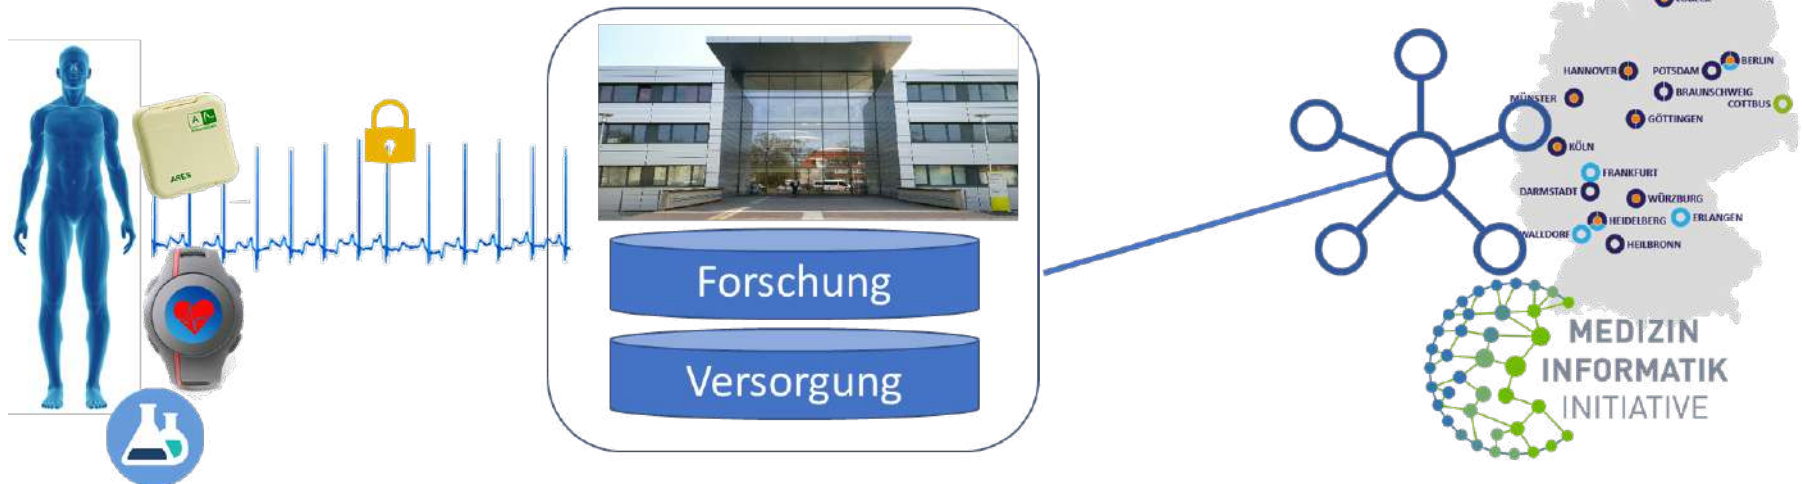 ARES
Forschung
Versorgung
HANNOVER
POTSDAM
BERLIN
BRAUNSCHWEIG
MÜNSTER
COTTBUS
GÖTTINGEN
KÖLN
FRANKFURT
DARMSTADT
WÜRZBURG
HEIDELBERG
ERLANGEN
WALLDORF
HEILBRONN
MEDIZIN
INFORMATIK
INITIATIVE